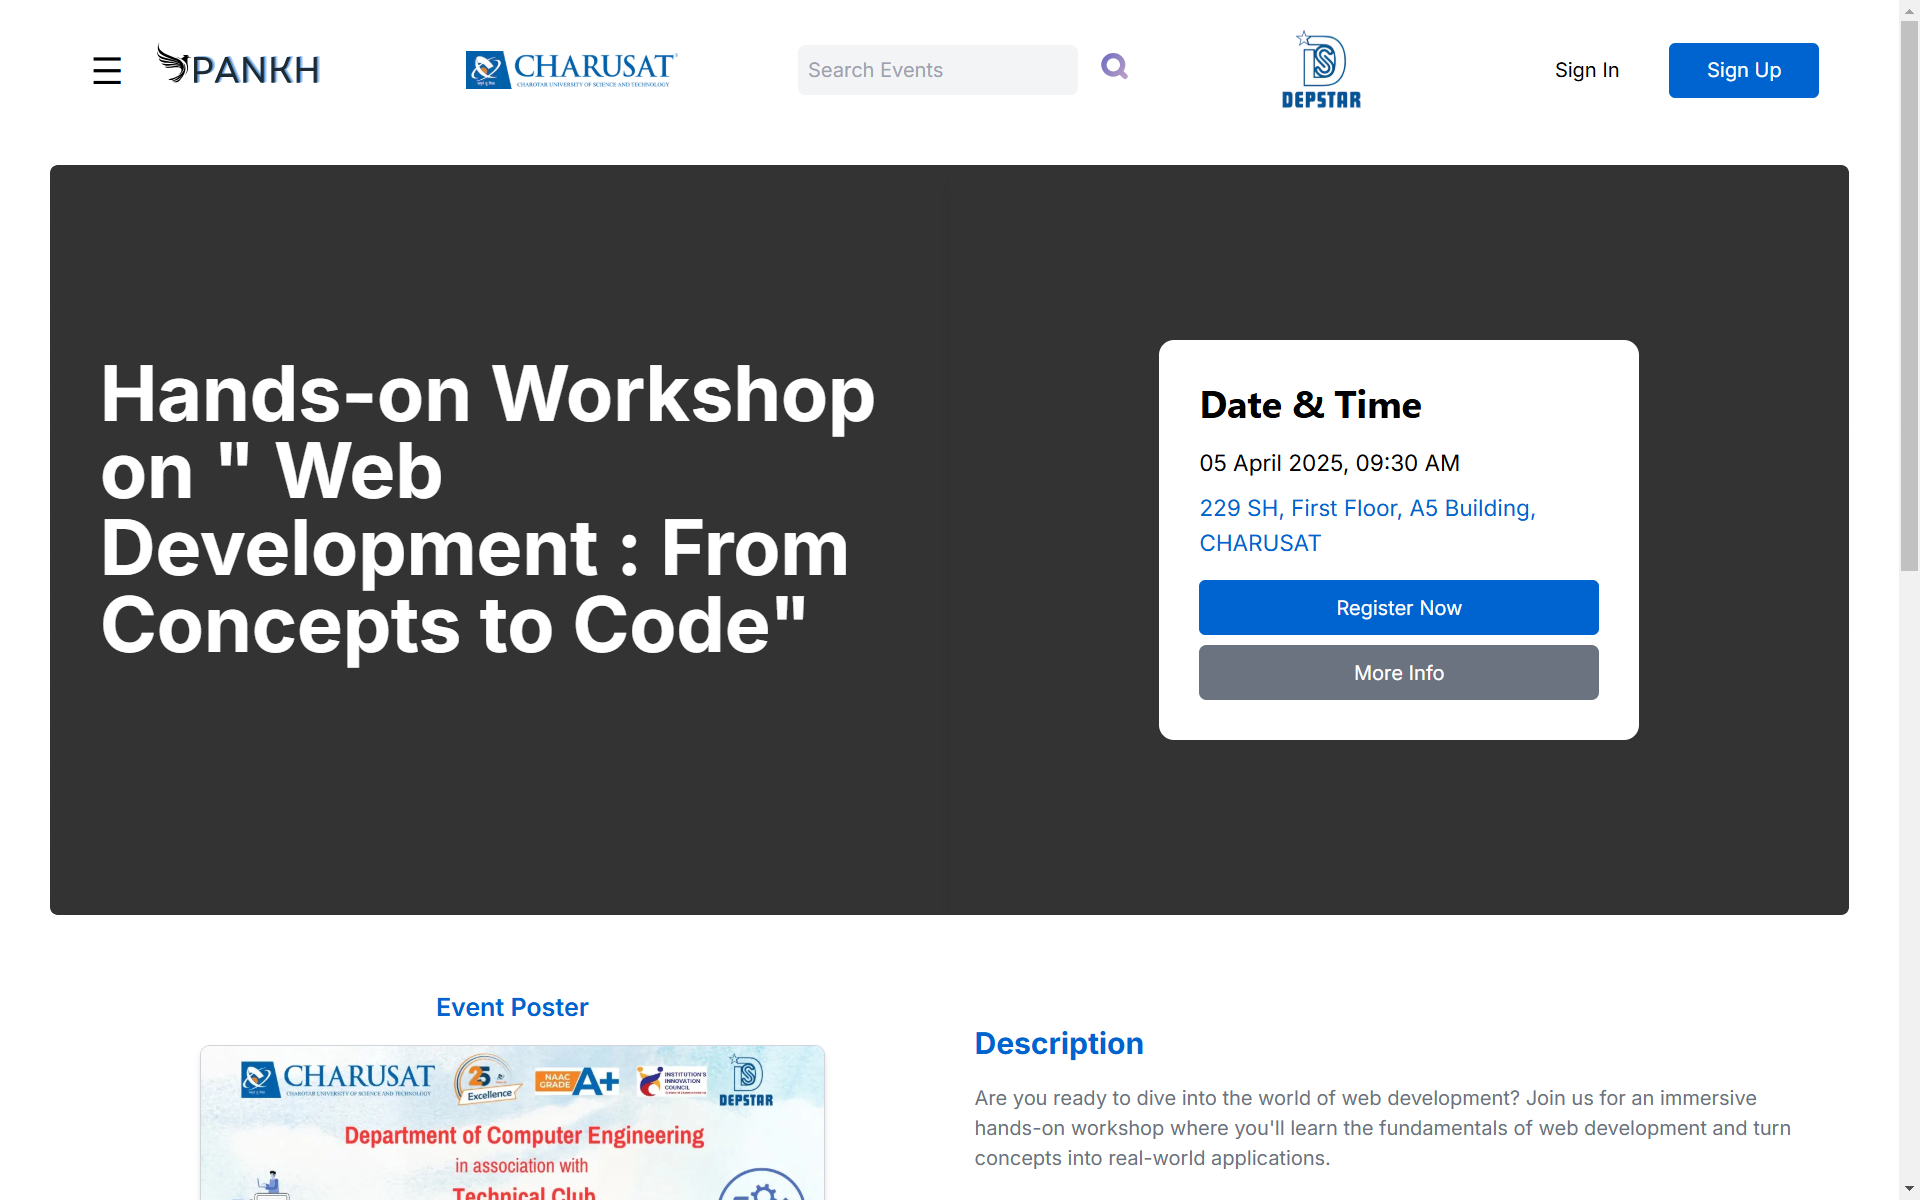 PANKH
CHARUSAT
CHAROTAR UNIVERSITY OF SCIENCE AND TECHNOLOGY
Search Events
DEPSTAR
Sign In
Sign Up
Hands-on Workshop
on " Web
Development : From
Concepts to Code"
Date & Time
05 April 2025, 09:30 AM
229 SH, First Floor, A5 Building,
CHARUSAT
Register Now
More Info
Event Poster
CHARUSAT
CHAROTAR UNIVERSITY OF SCIENCE AND TECHNOLOGY
25
Excellence
NAAC
GRADE
A+
INSTITUTION'S
INNOVATION
COUNCIL
DEPSTAR
Department of Computer Engineering
in association with
Technical Club
Description
Are you ready to dive into the world of web development? Join us for an immersive
hands-on workshop where you'll learn the fundamentals of web development and turn
concepts into real-world applications.